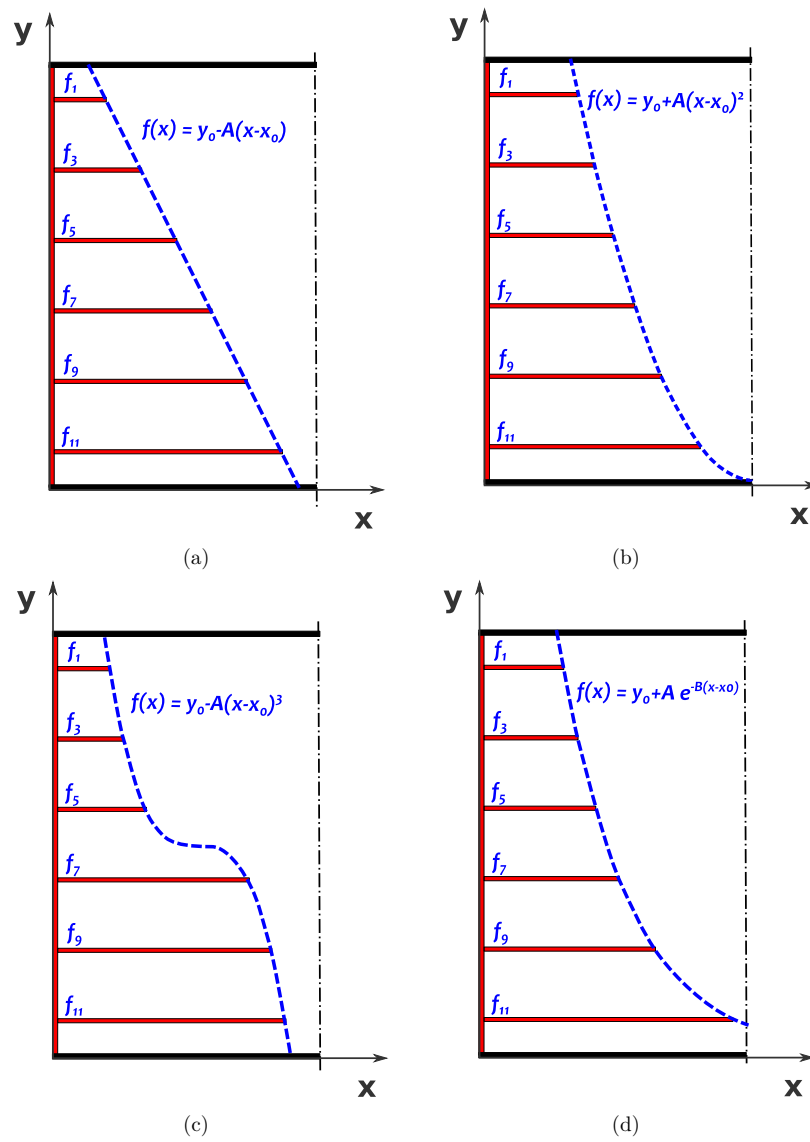 y
f₁
f(x) = y₀-A(x-x₀)
f₃
f₅
f₇
f₉
f₁₁
x
(a)
y
f₁
f(x) = y₀+A(x-x₀)²
f₃
f₅
f₇
f₉
f₁₁
x
(b)
y
f₁
f(x) = y₀-A(x-x₀)³
f₃
f₅
f₇
f₉
f₁₁
x
(c)
y
f₁
f(x) = y₀+A e^-B(x-x0)
f₃
f₅
f₇
f₉
f₁₁
x
(d)